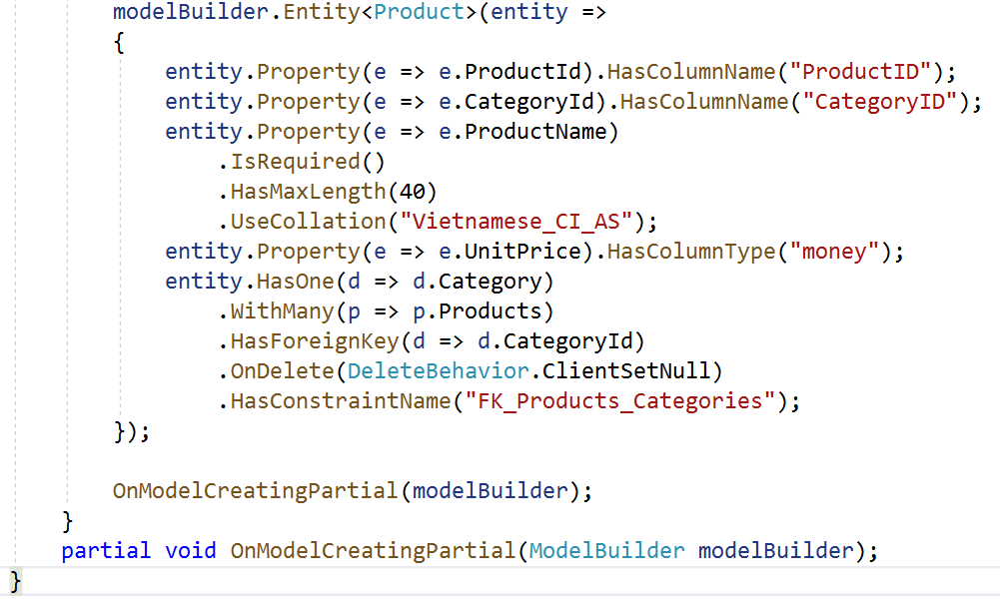 modelBuilder.Entity<Product>(entity =>
{
entity.Property(e => e.ProductId).HasColumnName("ProductID");
entity.Property(e => e.CategoryId).HasColumnName("CategoryID");
entity.Property(e => e.ProductName)
.IsRequired()
.HasMaxLength(40)
.UseCollation("Vietnamese_CI_AS");
entity.Property(e => e.UnitPrice).HasColumnType("money");
entity.HasOne(d => d.Category)
.WithMany(p => p.Products)
.HasForeignKey(d => d.CategoryId)
.OnDelete(DeleteBehavior.ClientSetNull)
.HasConstraintName("FK_Products_Categories");
});
OnModelCreatingPartial(modelBuilder);
}
partial void OnModelCreatingPartial(ModelBuilder modelBuilder);
}